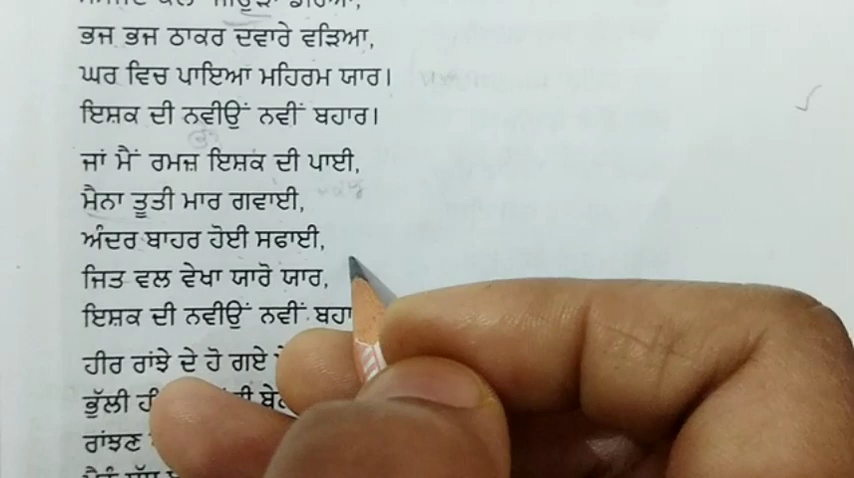 ਭਜ ਭਜ ਠਾਕਰ ਦਵਾਰੇ ਵੜਿਆ,
ਘਰ ਵਿਚ ਪਾਇਆ ਮਹਿਰਮ ਯਾਰ।
ਇਸ਼ਕ ਦੀ ਨਵੀਉਂ ਨਵੀਂ ਬਹਾਰ।
ਜਾਂ ਮੈਂ ਰਮਜ਼ ਇਸ਼ਕ ਦੀ ਪਾਈ,
ਮੈਨਾ ਤੂਤੀ ਮਾਰ ਗਵਾਈ,
ਅੰਦਰ ਬਾਹਰ ਹੋਈ ਸਫਾਈ,
ਜਿਤ ਵਲ ਵੇਖਾ ਯਾਰੋ ਯਾਰ,
ਇਸ਼ਕ ਦੀ ਨਵੀਉਂ ਨਵੀਂ
ਹੀਰ ਰਾਂਝੇ ਦੇ ਹੋ ਗਏ
ਭੁੱਲੀ
ਰਾਂਝਣ